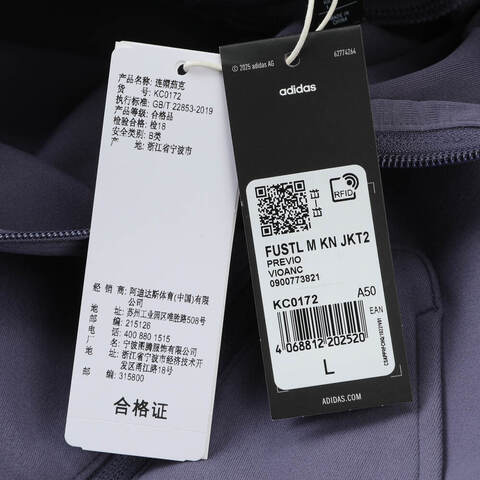 产品名称: 连帽茄克
货 号: KC0172
执行标准: GB/T 22853-2019
产品等级: 合格品
检验合格: 检18
安全类别: B类
产 地: 浙江省宁波市
经 销 商: 阿迪达斯体育(中国)有限
公司
地 址: 苏州工业园区唯胜路508号
邮 编: 215126
电 话: 400 880 1515
制 造 商: 宁波图腾服饰有限公司
地 址: 浙江省宁波市经济技术开
发区甬江路18号
邮 编: 315800
合格证
62774264
© 2025 adidas AG
adidas
RFID
FUSTL M KN JKT2
PREVIO
VIOANC
0900773821
KC0172 A50
EAN
4 068812 202520
L
ADIDAS.COM